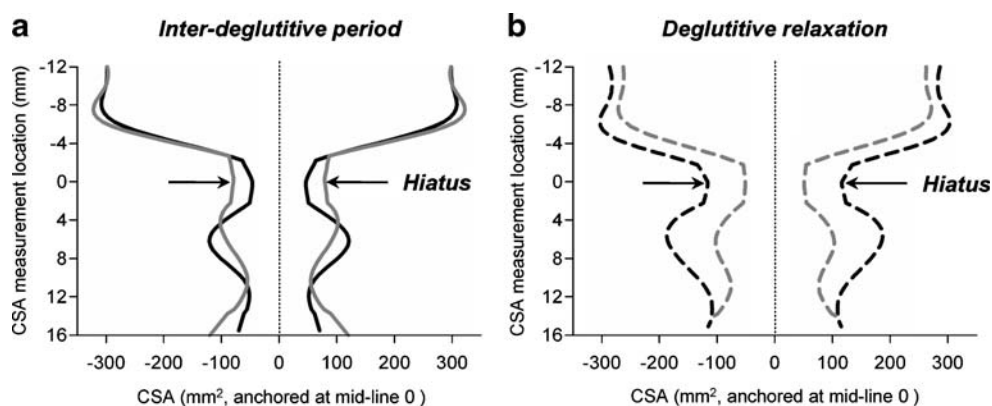 a
Inter-deglutitive period
CSA measurement location (mm)
-12
-8
-4
0
4
8
12
16
Hiatus
-300 -200 -100 0 100 200 300
CSA (mm², anchored at mid-line 0 )
b
Deglutitive relaxation
CSA measurement location (mm)
-12
-8
-4
0
4
8
12
16
Hiatus
-300 -200 -100 0 100 200 300
CSA (mm², anchored at mid-line 0 )